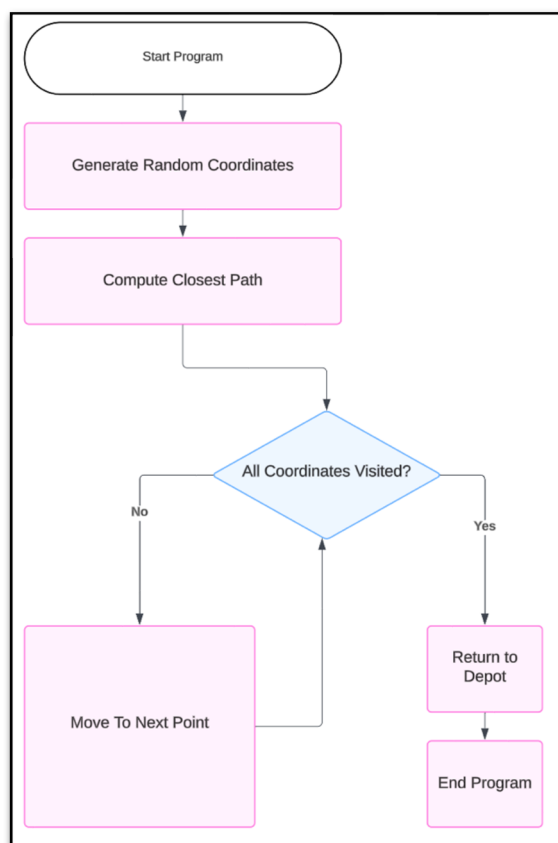 Start Program
Generate Random Coordinates
Compute Closest Path
All Coordinates Visited?
No
Yes
Move To Next Point
Return to
Depot
End Program